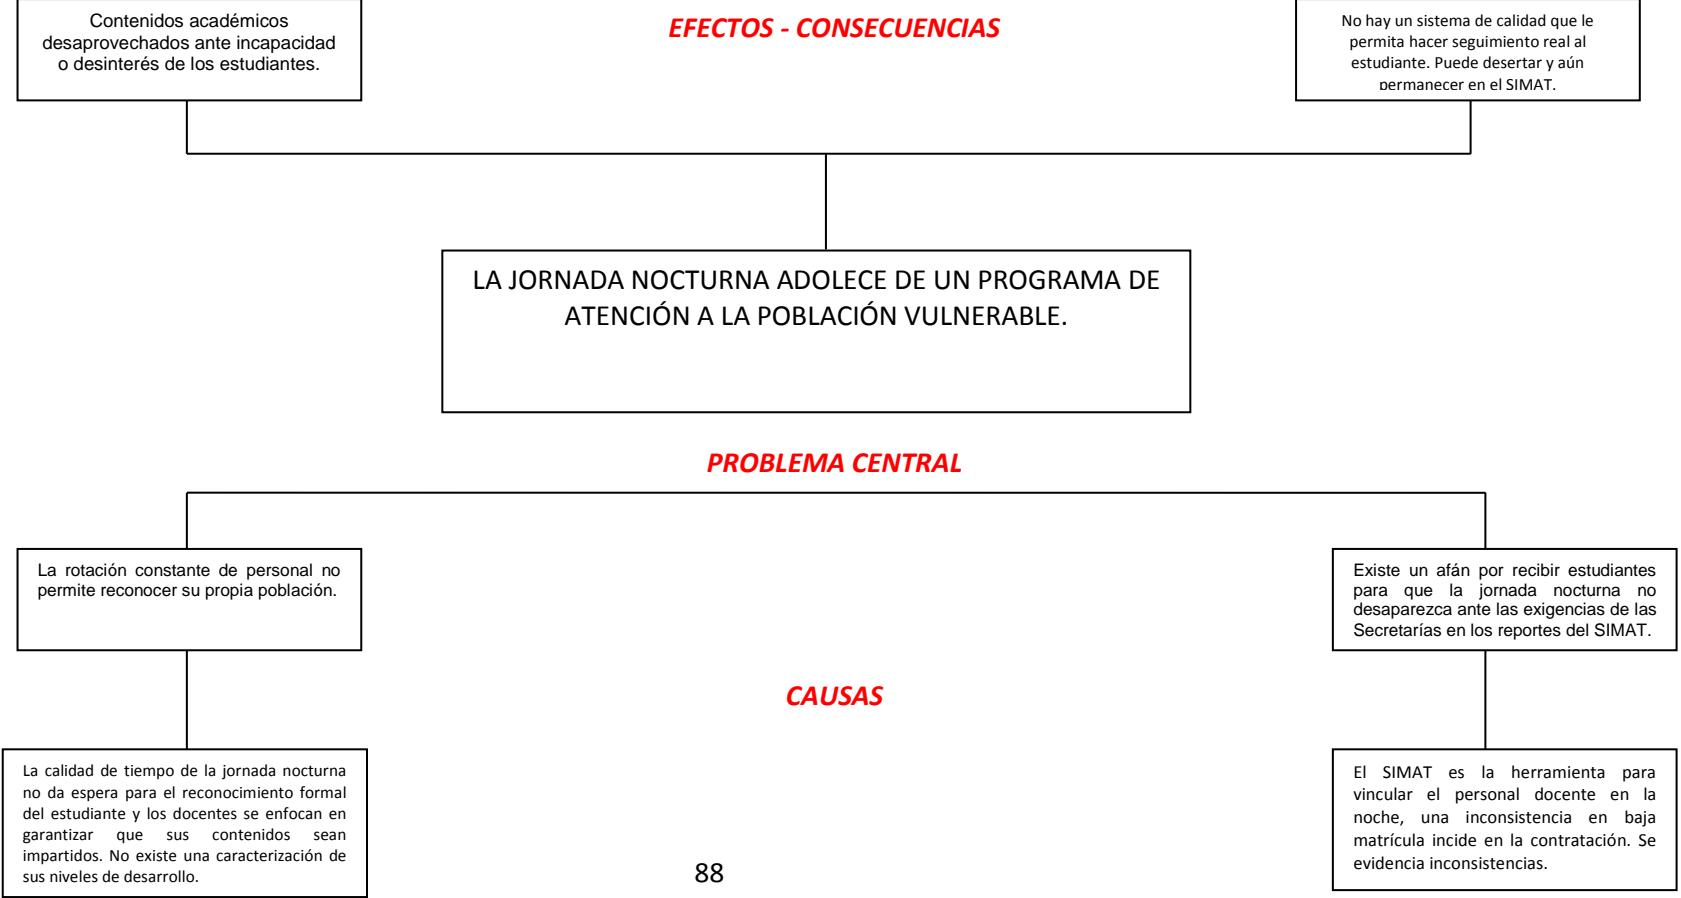 Contenidos académicos
desaprovechados ante incapacidad
o desinterés de los estudiantes.
EFECTOS - CONSECUENCIAS
No hay un sistema de calidad que le
permita hacer seguimiento real al
estudiante. Puede desertar y aún
permanecer en el SIMAT.
LA JORNADA NOCTURNA ADOLECE DE UN PROGRAMA DE
ATENCIÓN A LA POBLACIÓN VULNERABLE.
PROBLEMA CENTRAL
La rotación constante de personal no
permite reconocer su propia población.
Existe un afán por recibir estudiantes
para que la jornada nocturna no
desaparezca ante las exigencias de las
Secretarías en los reportes del SIMAT.
CAUSAS
La calidad de tiempo de la jornada nocturna
no da espera para el reconocimiento formal
del estudiante y los docentes se enfocan en
garantizar que sus contenidos sean
impartidos. No existe una caracterización de
sus niveles de desarrollo.
El SIMAT es la herramienta para
vincular el personal docente en la
noche, una inconsistencia en baja
matrícula incide en la contratación. Se
evidencia inconsistencias.
88